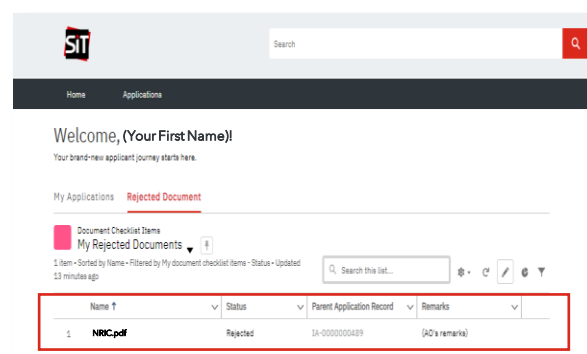 SiT
Search
Home Applications
Welcome, (Your First Name)!
Your brand-new applicant journey starts here.
My Applications Rejected Document
Document Checklist Items
My Rejected Documents
1 item • Sorted by Name • Filtered by My document checklist items - Status • Updated
13 minutes ago
Search this list...
Name ↑ Status Parent Application Record Remarks
1 NRIC.pdf Rejected IA-0000000489 (AO's remarks)